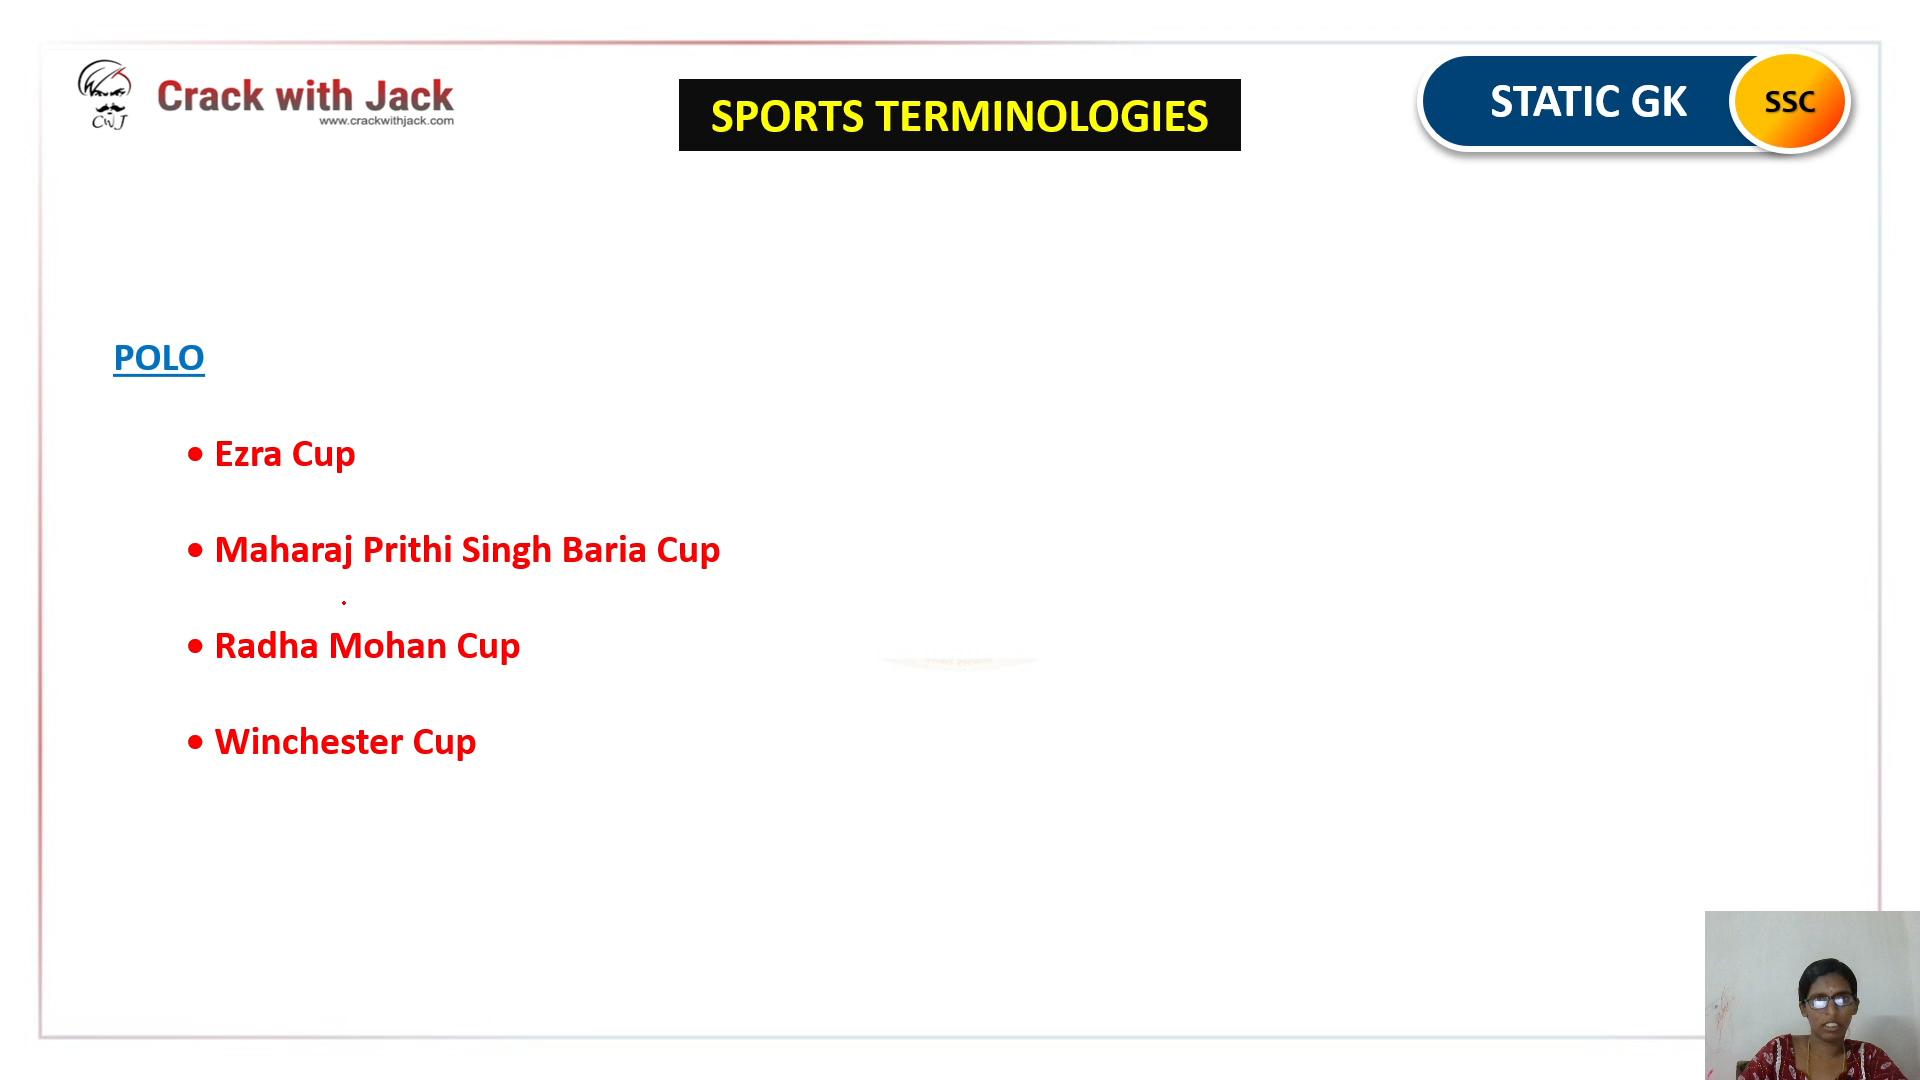 CWJ
Crack with Jack
www.crackwithjack.com
SPORTS TERMINOLOGIES
STATIC GK
SSC
POLO
• Ezra Cup
• Maharaj Prithi Singh Baria Cup
• Radha Mohan Cup
• Winchester Cup